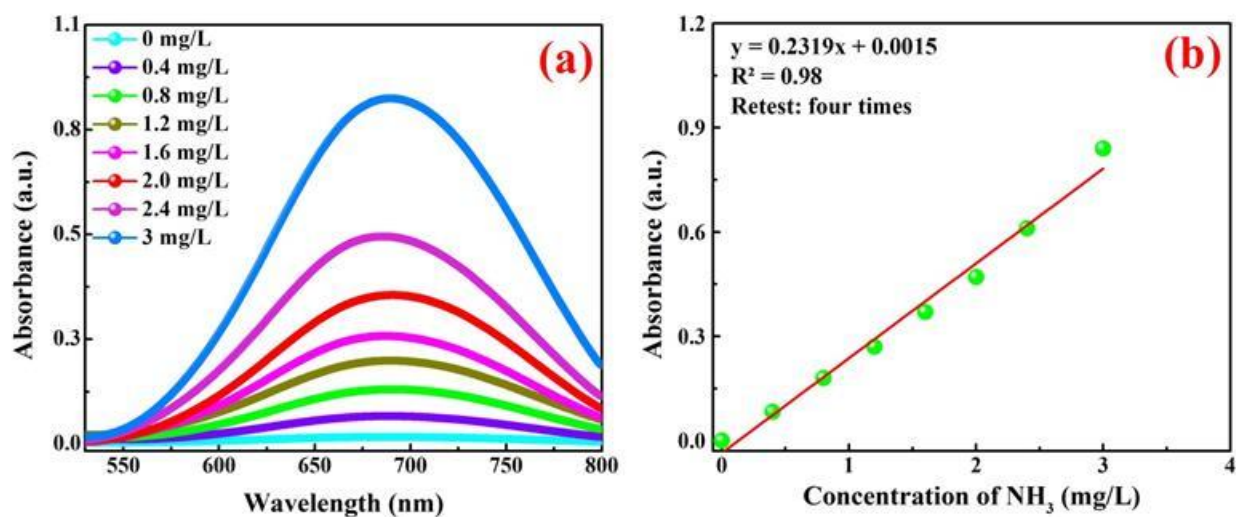 (a)
0 mg/L
0.4 mg/L
0.8 mg/L
1.2 mg/L
1.6 mg/L
2.0 mg/L
2.4 mg/L
3 mg/L
1.1
0.8
0.5
0.3
0.0
Absorbance (a.u.)
550 600 650 700 750 800
Wavelength (nm)
(b)
y = 0.2319x + 0.0015
R² = 0.98
Retest: four times
1.2
0.9
0.6
0.3
0.0
Absorbance (a.u.)
0 1 2 3 4
Concentration of NH₃ (mg/L)